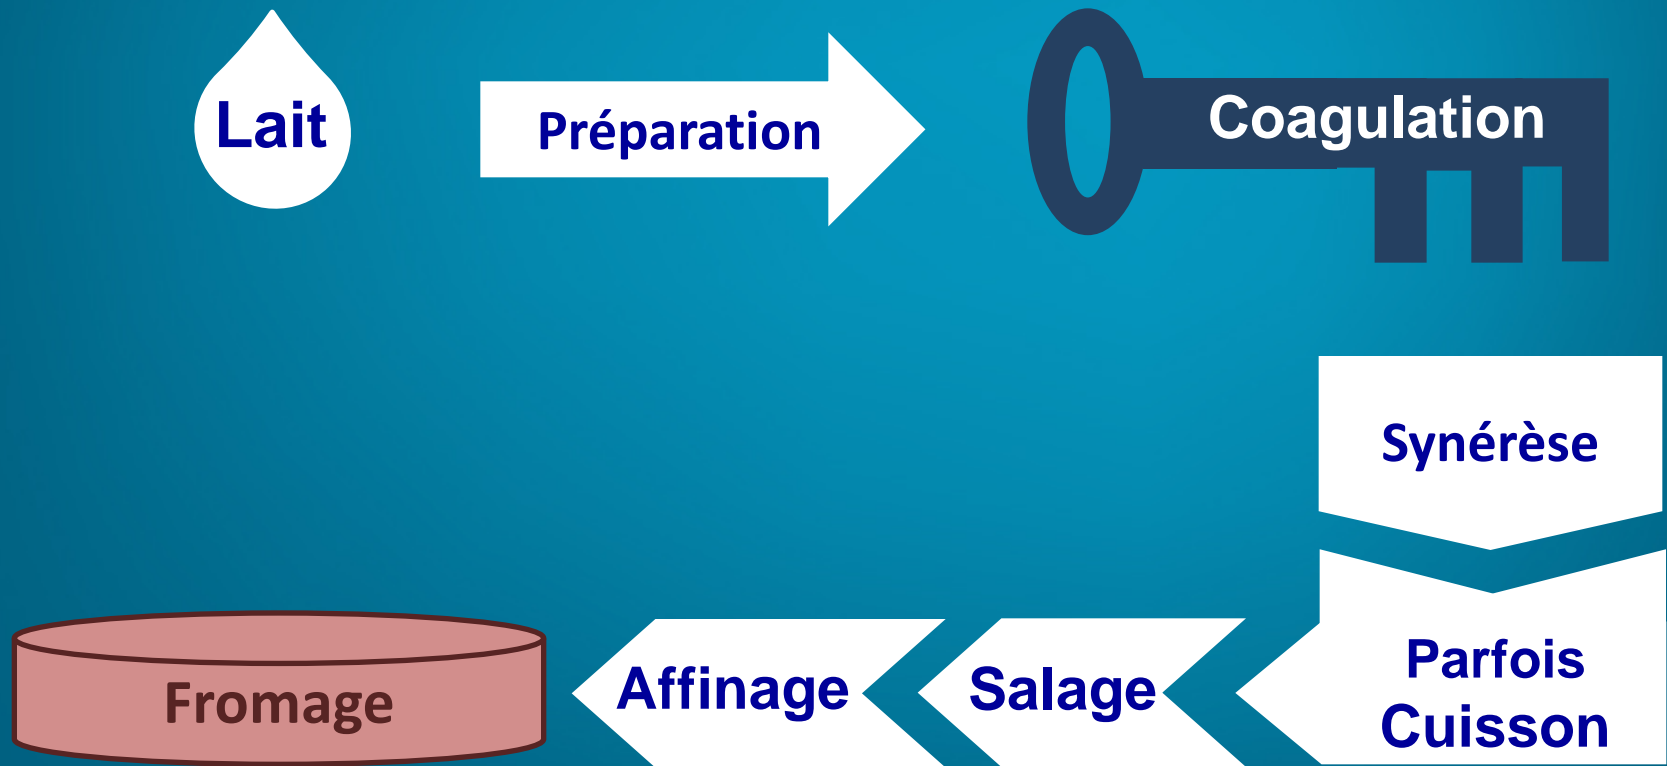 Lait
Préparation
Coagulation
Synérèse
Parfois
Cuisson
Salage
Affinage
Fromage